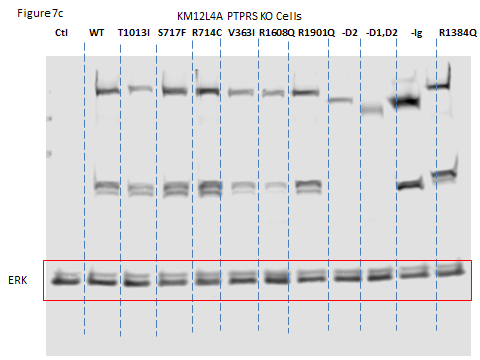 Figure7c
KM12L4A PTPRS KO Cells
Ctl WT T1013I S717F R714C V363I R1608Q R1901Q -D2 -D1,D2 -Ig R1384Q
ERK